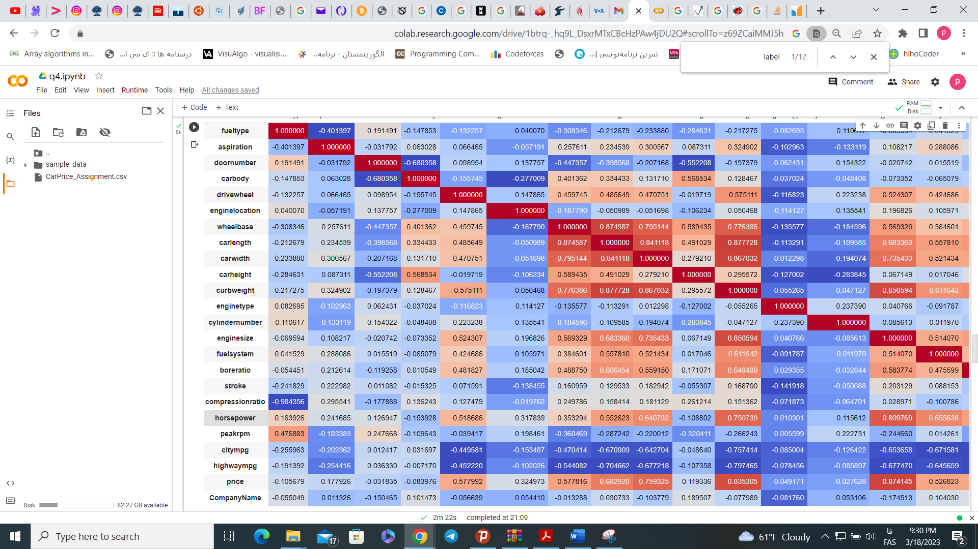 colab.research.google.com/drive/1btrq-_hq9L_DsxrMTxCBcHzPAw4jDU2Q#scrollTo=z69ZCaiMMJ5h
Array algorithms in...
درسنامه ها
VisuAlgo - visualisi...
الگوریتمستان - برنامه...
Programming Com...
Codeforces
تمرین برنامه‌نویسی
hihoCoder
label 1/12
q4.ipynb
File Edit View Insert Runtime Tools Help All changes saved
Comment Share
Files
+ Code + Text
RAM
Disk
..
sample_data
CarPrice_Assignment.csv
fueltype 1.000000 -0.401397 0.191491 -0.147853 -0.132257 0.040070 -0.308346 -0.212679 -0.233880 -0.284631 -0.217275 0.082695
aspiration -0.401397 1.000000 -0.031792 0.063028 0.066465 -0.057191 0.257611 0.234539 0.300567 0.087311 0.324902 -0.102963 -0.133119 0.108217 0.288086
doornumber 0.191491 -0.031792 1.000000 -0.680358 0.098954 0.137757 -0.447357 -0.398568 -0.207168 -0.552208 -0.197379 0.062431 0.154322 -0.020742 0.015519
carbody -0.147853 0.063028 -0.680358 1.000000 -0.155745 -0.277009 0.401362 0.334433 0.131710 0.568534 0.128467 -0.037024 -0.048408 -0.073352 -0.065079
drivewheel -0.132257 0.066465 0.098954 -0.155745 1.000000 0.147865 0.459745 0.485649 0.470751 -0.019719 0.575111 -0.116823 0.223238 0.524307 0.424686
enginelocation 0.040070 -0.057191 0.137757 -0.277009 0.147865 1.000000 -0.187790 -0.050989 -0.051698 -0.106234 0.050468 0.114127 0.135541 0.196826 0.105971
wheelbase -0.308346 0.257611 -0.447357 0.401362 0.459745 -0.187790 1.000000 0.874587 0.795144 0.589435 0.776386 -0.135577 -0.184596 0.569329 0.384601
carlength -0.212679 0.234539 -0.398568 0.334433 0.485649 -0.050989 0.874587 1.000000 0.841118 0.491029 0.877728 -0.113291 -0.109585 0.683360 0.557810
carwidth -0.233880 0.300567 -0.207168 0.131710 0.470751 -0.051698 0.795144 0.841118 1.000000 0.279210 0.867032 -0.012298 -0.194074 0.735433 0.521434
carheight -0.284631 0.087311 -0.552208 0.568534 -0.019719 -0.106234 0.589435 0.491029 0.279210 1.000000 0.295572 -0.127002 -0.283845 0.067149 0.017046
curbweight -0.217275 0.324902 -0.197379 0.128467 0.575111 0.050468 0.776386 0.877728 0.867032 0.295572 1.000000 -0.055265 -0.047127 0.850594 0.611642
enginetype 0.082695 -0.102963 0.062431 -0.037024 -0.116823 0.114127 -0.135577 -0.113291 -0.012298 -0.127002 -0.055265 1.000000 0.237390 0.040766 -0.091787
cylindernumber 0.110617 -0.133119 0.154322 -0.048408 0.223238 0.135541 -0.184596 -0.109585 -0.194074 -0.283845 -0.047127 0.237390 1.000000 -0.085613 0.011970
enginesize -0.069594 0.108217 -0.020742 -0.073352 0.524307 0.196826 0.569329 0.683360 0.735433 0.067149 0.850594 0.040766 -0.085613 1.000000 0.514070
fuelsystem 0.041529 0.288086 0.015519 -0.065079 0.424686 0.105971 0.384601 0.557810 0.521434 0.017046 0.611642 -0.091787 0.011970 0.514070 1.000000
boreratio -0.054451 0.212614 -0.119258 0.010549 0.481827 0.185042 0.488750 0.606454 0.559150 0.171071 0.648480 0.029355 -0.032844 0.583774 0.475599
stroke -0.241829 0.222982 0.011082 -0.015325 0.071591 -0.138455 0.160959 0.129533 0.182942 -0.055307 0.168790 -0.141918 -0.050088 0.203129 0.088153
compressionratio -0.984356 0.295541 -0.177888 0.136243 0.127479 -0.019762 0.249786 0.158414 0.181129 0.261214 0.151362 -0.071873 -0.064701 0.028971 -0.100786
horsepower 0.163926 0.241685 0.126947 -0.153928 0.518686 0.317839 0.353294 0.552623 0.640732 -0.108802 0.750739 0.010301 0.115612 0.809769 0.655638
peakrpm 0.476883 -0.183383 0.247668 -0.109643 -0.039417 0.198461 -0.360469 -0.287242 -0.220012 -0.320411 -0.266243 0.005599 0.222731 -0.244660 0.014261
citympg -0.255963 -0.202362 0.012417 0.031697 -0.449581 -0.153487 -0.470414 -0.670909 -0.642704 -0.048640 -0.757414 -0.085004 -0.126422 -0.653658 -0.671581
highwaympg -0.191392 -0.254416 0.036330 -0.007170 -0.452220 -0.102026 -0.544082 -0.704662 -0.677218 -0.107358 -0.797465 -0.078456 -0.085897 -0.677470 -0.645659
price -0.105679 0.177926 -0.031835 -0.083976 0.577992 0.324973 0.577816 0.682920 0.759325 0.119336 0.835305 0.049171 -0.027628 0.874145 0.526823
CompanyName -0.055049 0.011326 -0.150465 0.101473 -0.056639 0.054410 -0.013288 0.030733 -0.103779 0.189507 -0.077989 -0.081760 0.053106 -0.174513 0.104030
Disk 82.27 GB available
2m 22s completed at 21:09
Type here to search
17
61°F Cloudy
فا
FAS
9:30 PM
3/18/2023
2